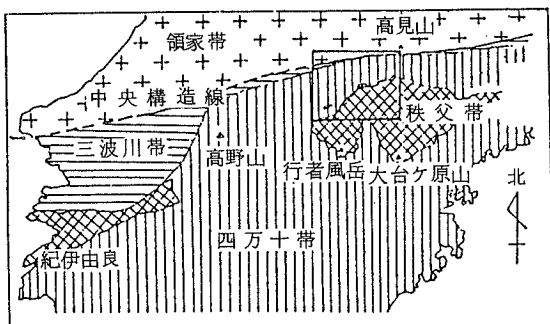 高見山
領家帯
中央構造線
秩父帯
三波川帯
高野山
行者風岳
大台ケ原山
北
四万十帯
紀伊由良